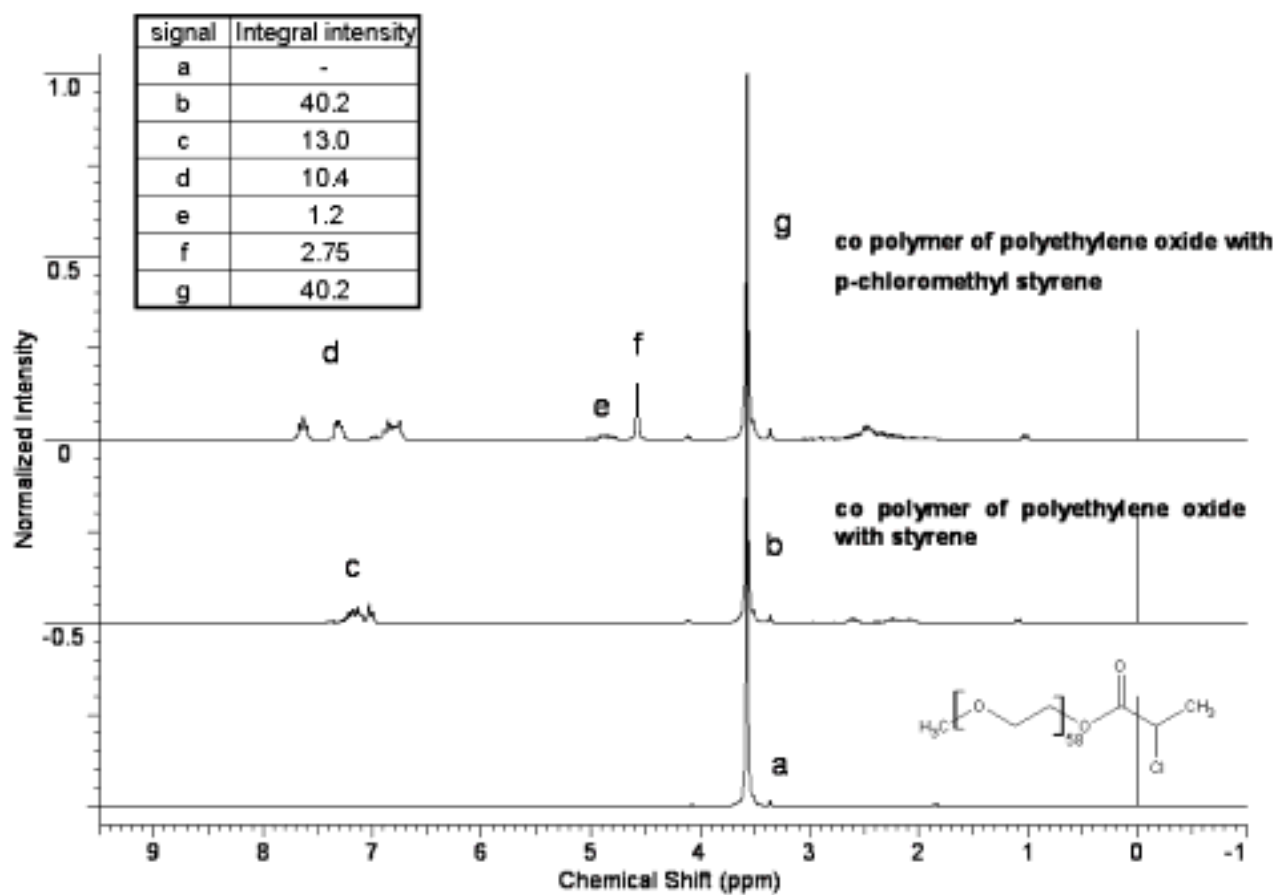 signal Integral intensity
a -
b 40.2
c 13.0
d 10.4
e 1.2
f 2.75
g 40.2
1.0
0.5
0
-0.5
Normalized Intensity
d
e
f
g
co polymer of polyethylene oxide with
p-chloromethyl styrene
c
b
co polymer of polyethylene oxide
with styrene
a
H3C
O
58
O
O
CH3
Cl
9 8 7 6 5 4 3 2 1 0 -1
Chemical Shift (ppm)